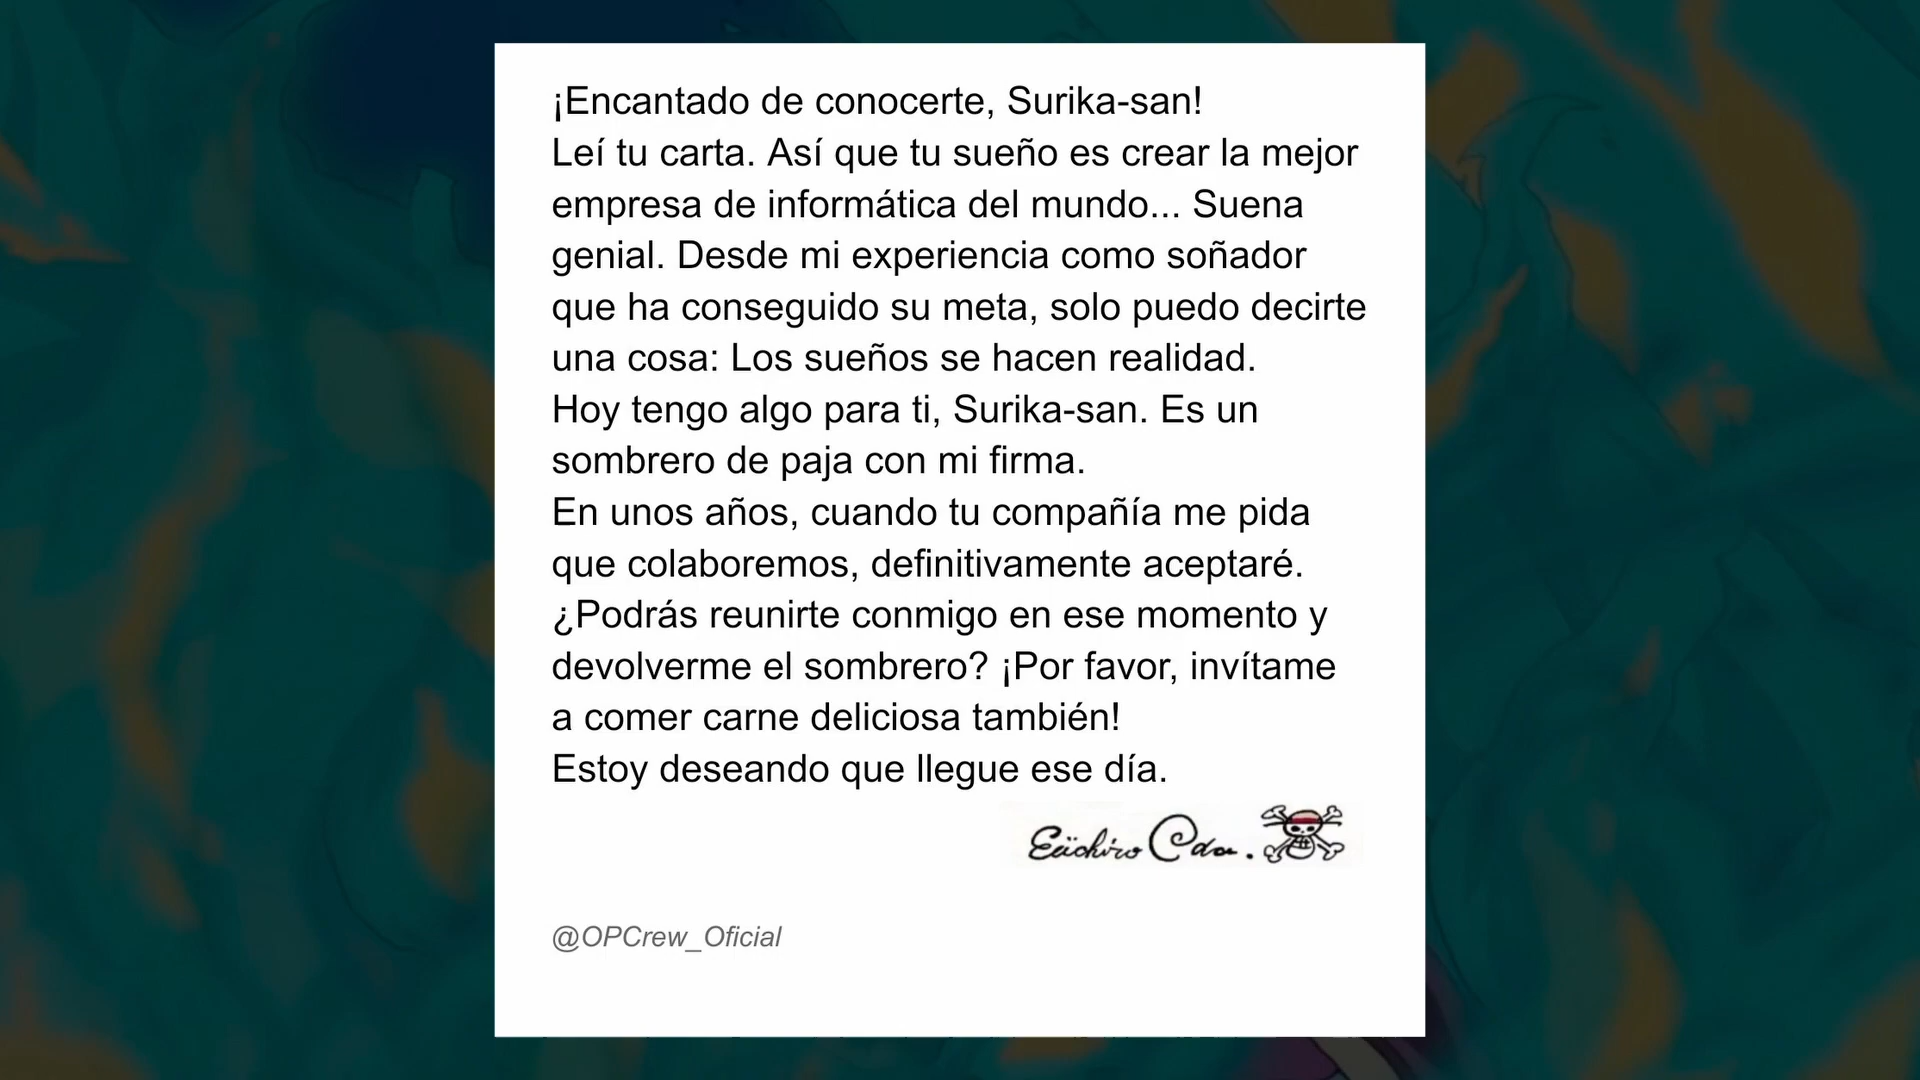 ¡Encantado de conocerte, Surika-san!
Leí tu carta. Así que tu sueño es crear la mejor
empresa de informática del mundo... Suena
genial. Desde mi experiencia como soñador
que ha conseguido su meta, solo puedo decirte
una cosa: Los sueños se hacen realidad.
Hoy tengo algo para ti, Surika-san. Es un
sombrero de paja con mi firma.
En unos años, cuando tu compañía me pida
que colaboremos, definitivamente aceptaré.
¿Podrás reunirte conmigo en ese momento y
devolverme el sombrero? ¡Por favor, invítame
a comer carne deliciosa también!
Estoy deseando que llegue ese día.
Eiichiro Oda.
@OPCrew_Oficial